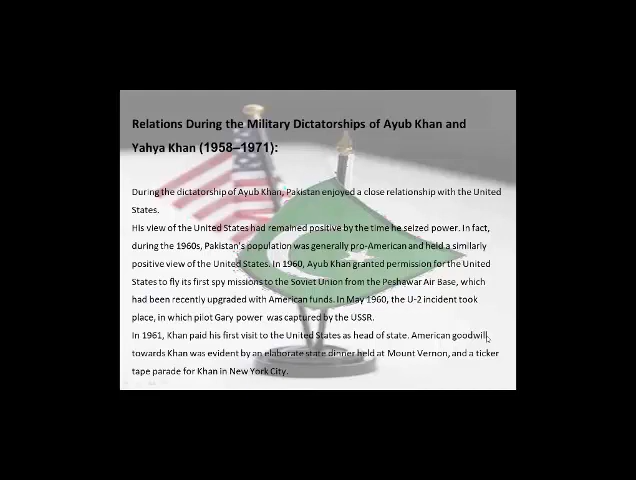 Relations During the Military Dictatorships of Ayub Khan and
Yahya Khan (1958–1971):
During the dictatorship of Ayub Khan, Pakistan enjoyed a close relationship with the United
States.
His view of the United States had remained positive by the time he seized power. In fact,
during the 1960s, Pakistan's population was generally pro-American and held a similarly
positive view of the United States. In 1960, Ayub Khan granted permission for the United
States to fly its first spy missions to the Soviet Union from the Peshawar Air Base, which
had been recently upgraded with American funds. In May 1960, the U-2 incident took
place, in which pilot Gary power was captured by the USSR.
In 1961, Khan paid his first visit to the United States as head of state. American goodwill
towards Khan was evident by an elaborate state dinner held at Mount Vernon, and a ticker
tape parade for Khan in New York City.